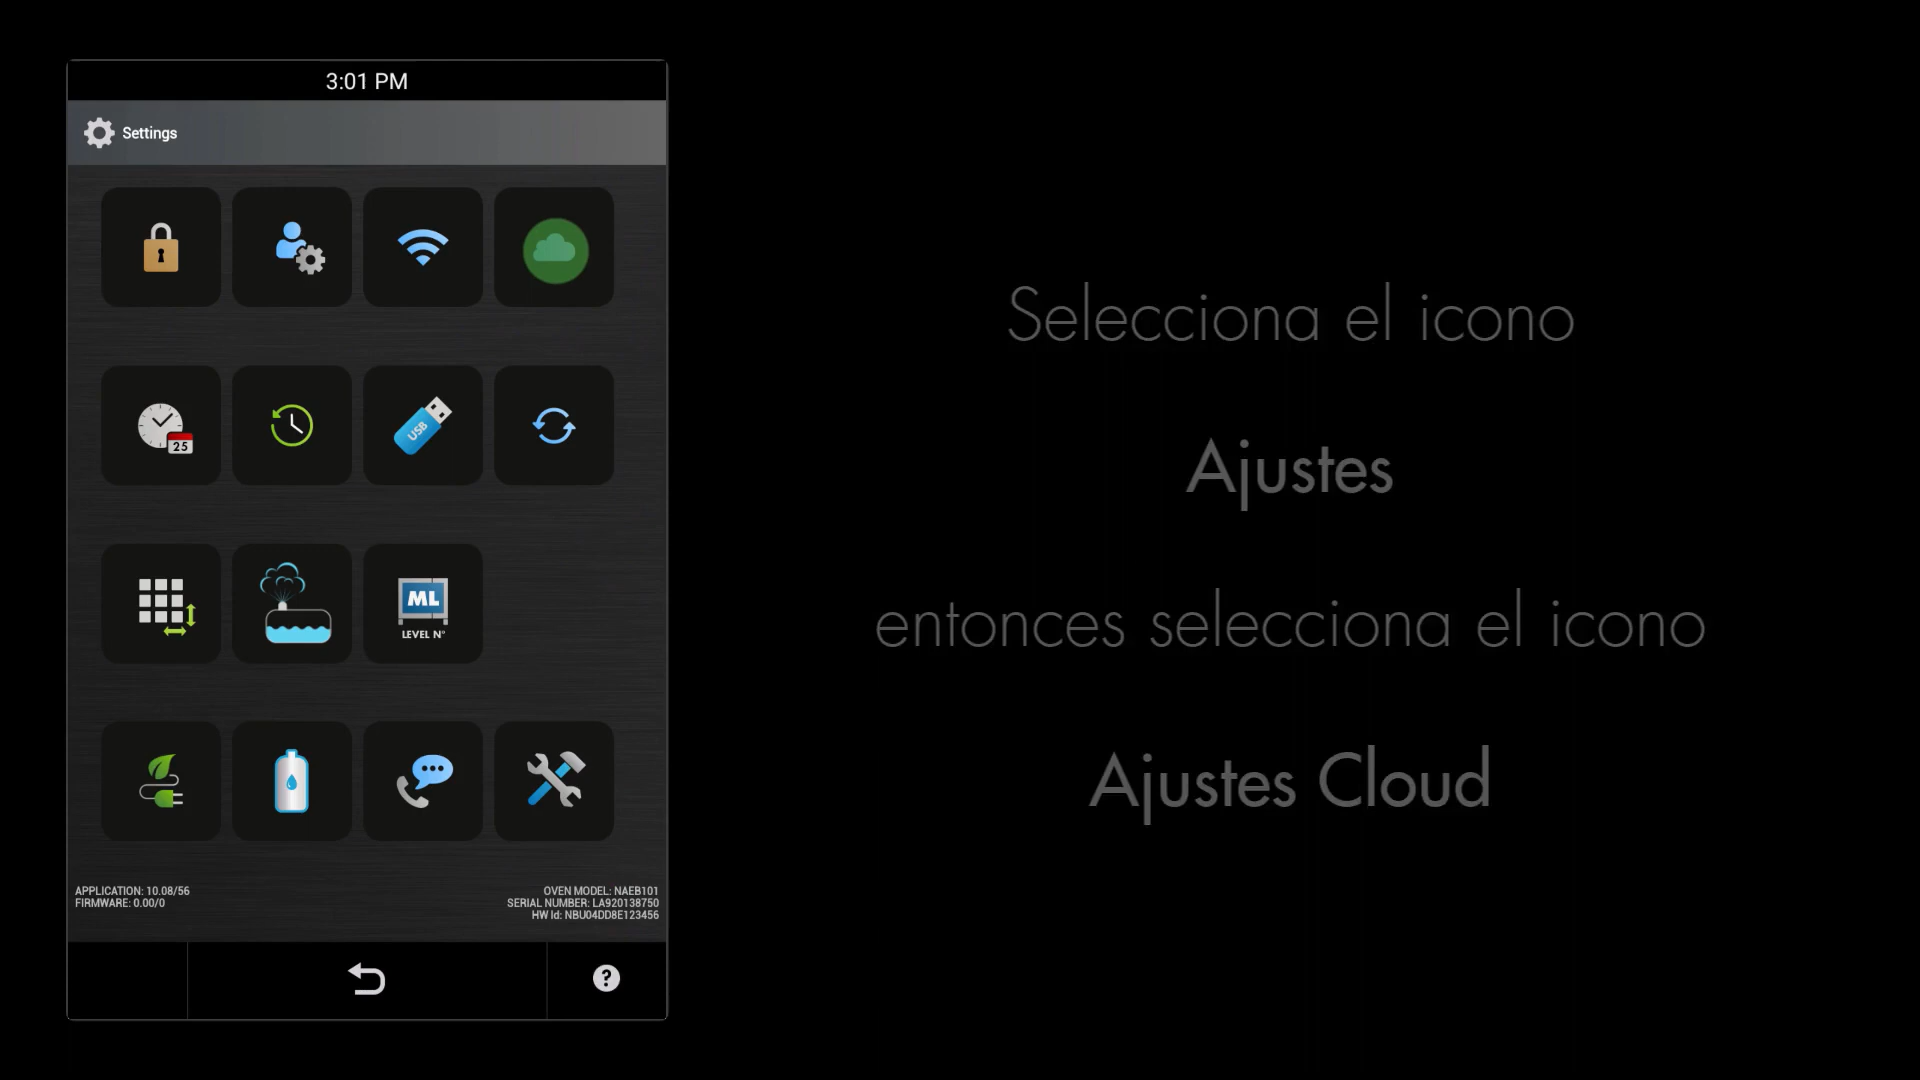 3:01 PM
Settings
25
USB
ML
LEVEL N°
APPLICATION: 10.08/56
FIRMWARE: 0.00/0
OVEN MODEL: NAEB101
SERIAL NUMBER: LA920138750
HW Id: NBU04DD8E123456
?
Selecciona el icono
Ajustes
entonces selecciona el icono
Ajustes Cloud